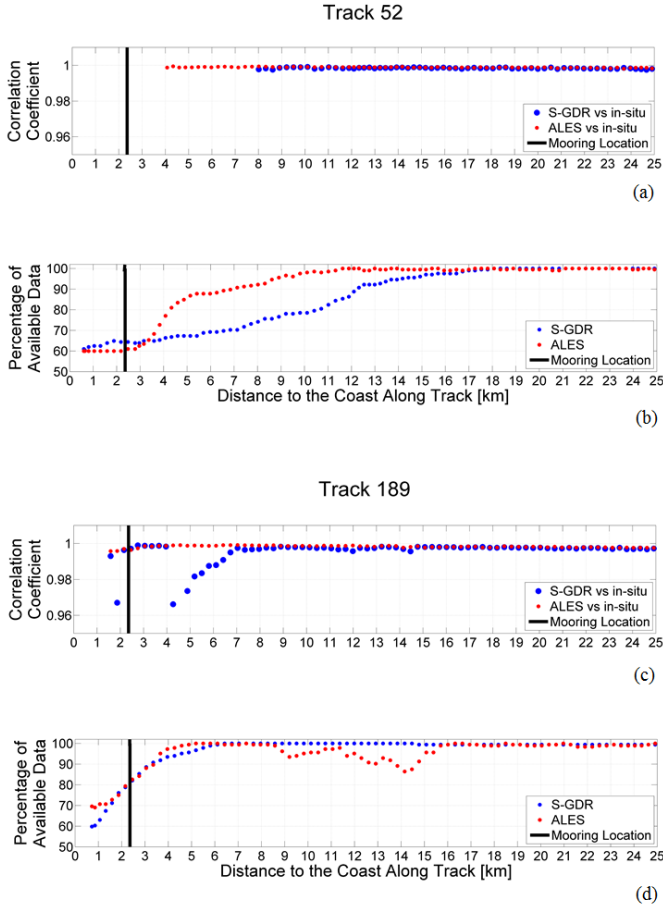 Track 52
Correlation
Coefficient
1
0.98
0.96
S-GDR vs in-situ
ALES vs in-situ
Mooring Location
0 1 2 3 4 5 6 7 8 9 10 11 12 13 14 15 16 17 18 19 20 21 22 23 24 25
(a)
Percentage of
Available Data
100
90
80
70
60
50
S-GDR
ALES
Mooring Location
0 1 2 3 4 5 6 7 8 9 10 11 12 13 14 15 16 17 18 19 20 21 22 23 24 25
Distance to the Coast Along Track [km]
(b)
Track 189
Correlation
Coefficient
1
0.98
0.96
S-GDR vs in-situ
ALES vs in-situ
Mooring Location
0 1 2 3 4 5 6 7 8 9 10 11 12 13 14 15 16 17 18 19 20 21 22 23 24 25
(c)
Percentage of
Available Data
100
90
80
70
60
50
S-GDR
ALES
Mooring Location
0 1 2 3 4 5 6 7 8 9 10 11 12 13 14 15 16 17 18 19 20 21 22 23 24 25
Distance to the Coast Along Track [km]
(d)